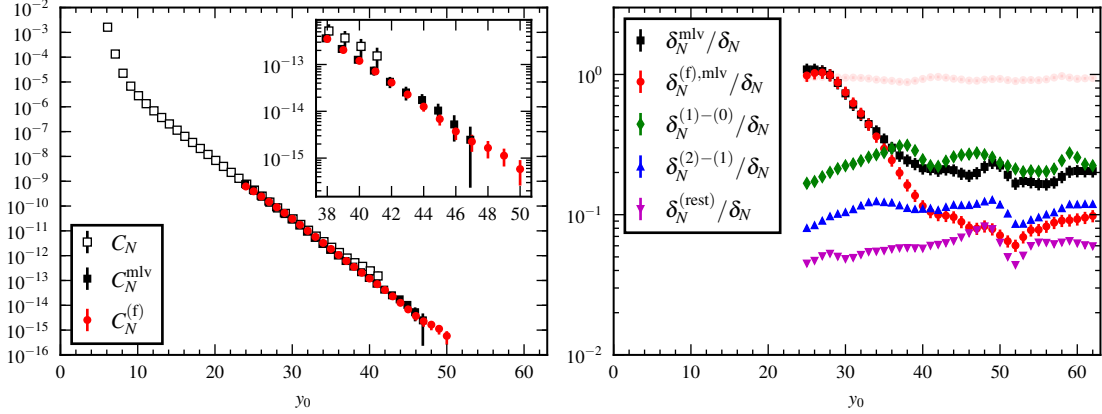 10⁻²
10⁻³
10⁻⁴
10⁻⁵
10⁻⁶
10⁻⁷
10⁻⁸
10⁻⁹
10⁻¹⁰
10⁻¹¹
10⁻¹²
10⁻¹³
10⁻¹⁴
10⁻¹⁵
10⁻¹⁶
0 10 20 30 40 50 60
y₀
C_N
C_N^mlv
C_N^(f)
10⁻¹³
10⁻¹⁴
10⁻¹⁵
38 40 42 44 46 48 50
δ_N^mlv/δ_N
δ_N^(f),mlv/δ_N
δ_N^(1)−(0)/δ_N
δ_N^(2)−(1)/δ_N
δ_N^(rest)/δ_N
10⁰
10⁻¹
10⁻²
0 10 20 30 40 50 60
y₀